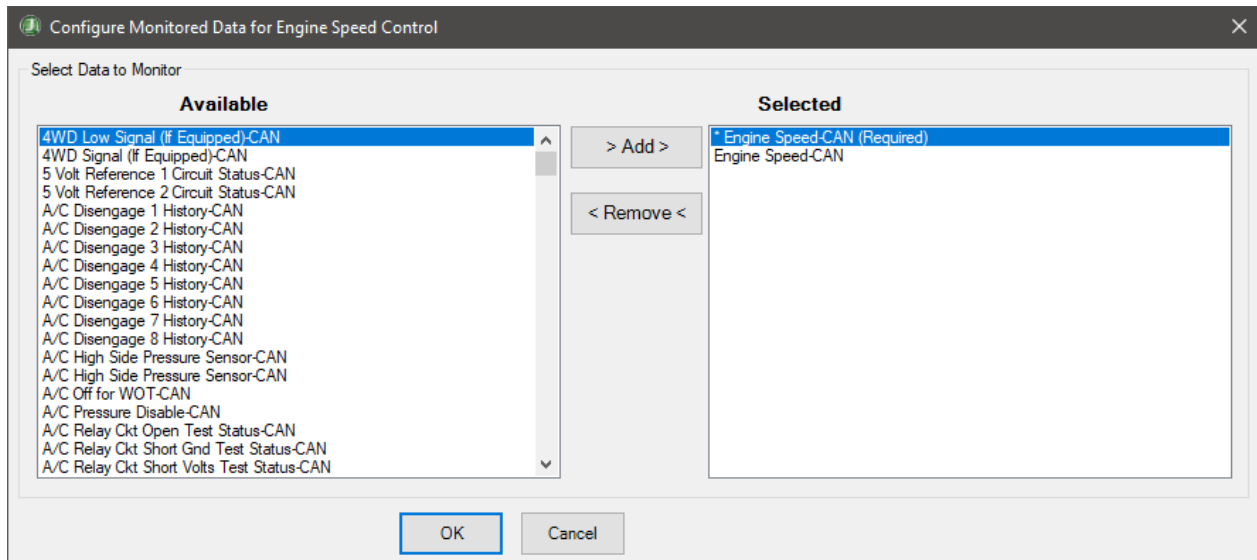 Configure Monitored Data for Engine Speed Control
Select Data to Monitor
Available
4WD Low Signal (If Equipped)-CAN
4WD Signal (If Equipped)-CAN
5 Volt Reference 1 Circuit Status-CAN
5 Volt Reference 2 Circuit Status-CAN
A/C Disengage 1 History-CAN
A/C Disengage 2 History-CAN
A/C Disengage 3 History-CAN
A/C Disengage 4 History-CAN
A/C Disengage 5 History-CAN
A/C Disengage 6 History-CAN
A/C Disengage 7 History-CAN
A/C Disengage 8 History-CAN
A/C High Side Pressure Sensor-CAN
A/C High Side Pressure Sensor-CAN
A/C Off for WOT-CAN
A/C Pressure Disable-CAN
A/C Relay Ckt Open Test Status-CAN
A/C Relay Ckt Short Gnd Test Status-CAN
A/C Relay Ckt Short Volts Test Status-CAN
> Add >
< Remove <
Selected
* Engine Speed-CAN (Required)
Engine Speed-CAN
OK
Cancel